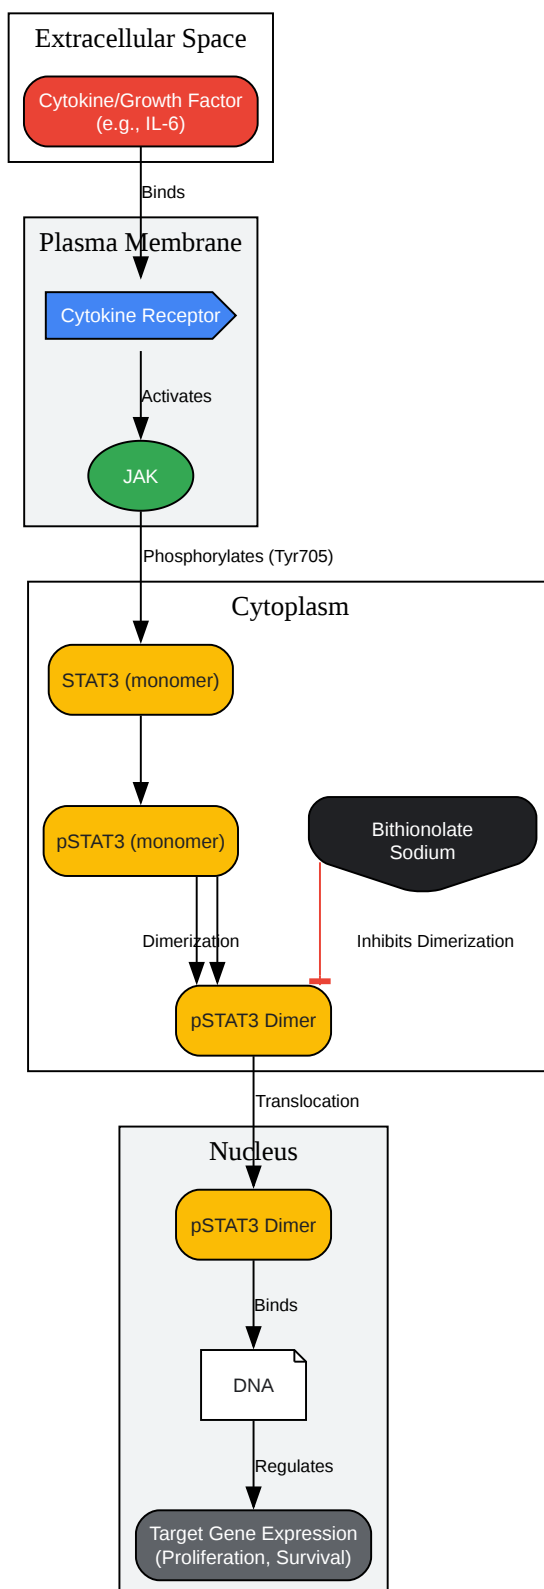 Extracellular Space
Cytokine/Growth Factor
(e.g., IL-6)
Binds
Plasma Membrane
Cytokine Receptor
Activates
JAK
Phosphorylates (Tyr705)
Cytoplasm
STAT3 (monomer)
pSTAT3 (monomer)
Bithionolate
Sodium
Dimerization
Inhibits Dimerization
pSTAT3 Dimer
Translocation
Nucleus
pSTAT3 Dimer
Binds
DNA
Regulates
Target Gene Expression
(Proliferation, Survival)